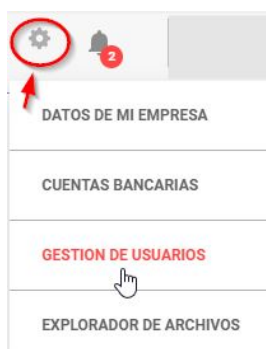 2
DATOS DE MI EMPRESA
CUENTAS BANCARIAS
GESTION DE USUARIOS
EXPLORADOR DE ARCHIVOS